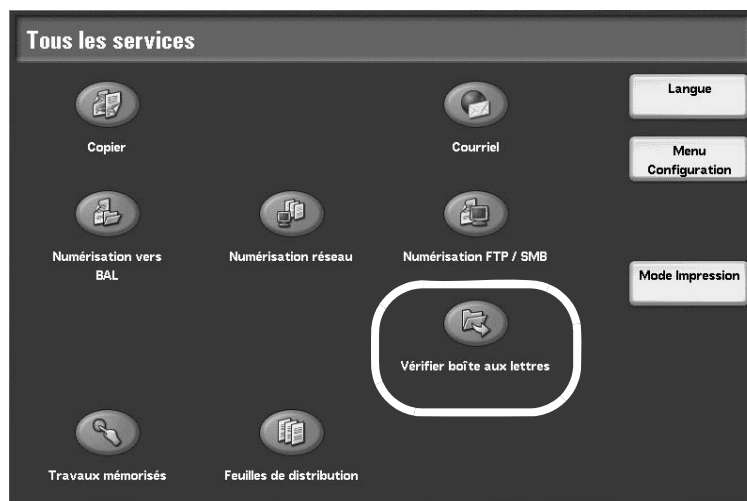 Tous les services
Copier
Courriel
Langue
Menu
Configuration
Numérisation vers
BAL
Numérisation réseau
Numérisation FTP / SMB
Mode Impression
Vérifier boîte aux lettres
Travaux mémorisés
Feuilles de distribution